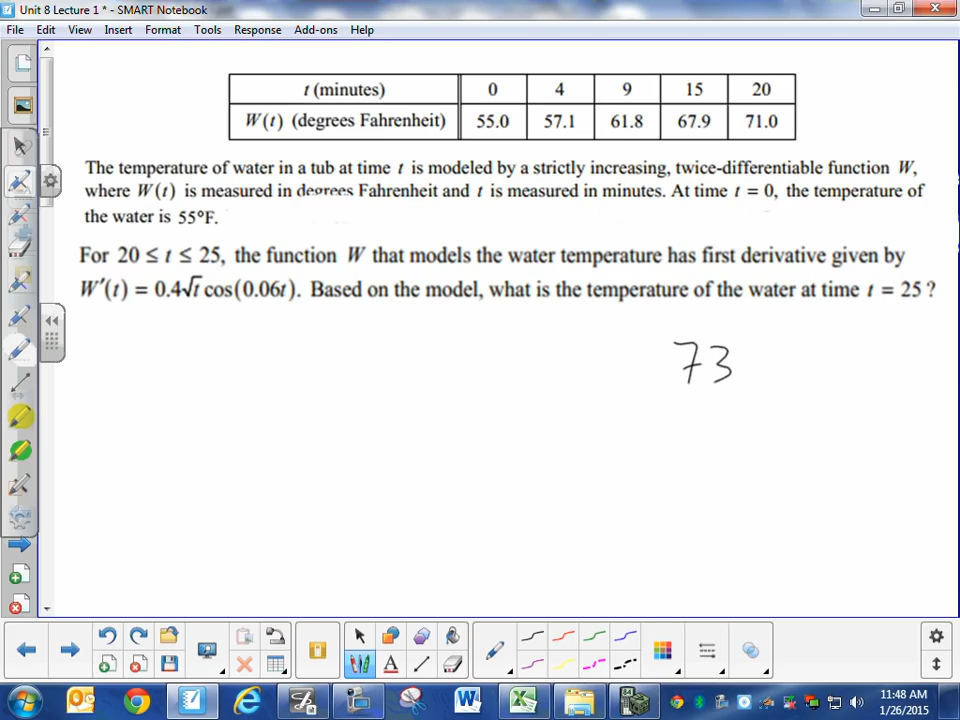 Unit 8 Lecture 1 * - SMART Notebook
File Edit View Insert Format Tools Response Add-ons Help
t (minutes) 0 4 9 15 20
W(t) (degrees Fahrenheit) 55.0 57.1 61.8 67.9 71.0
The temperature of water in a tub at time t is modeled by a strictly increasing, twice-differentiable function W,
where W(t) is measured in degrees Fahrenheit and t is measured in minutes. At time t = 0, the temperature of
the water is 55°F.
For 20 ≤ t ≤ 25, the function W that models the water temperature has first derivative given by
W′(t) = 0.4√t cos(0.06t). Based on the model, what is the temperature of the water at time t = 25 ?
73
A
11:48 AM
1/26/2015